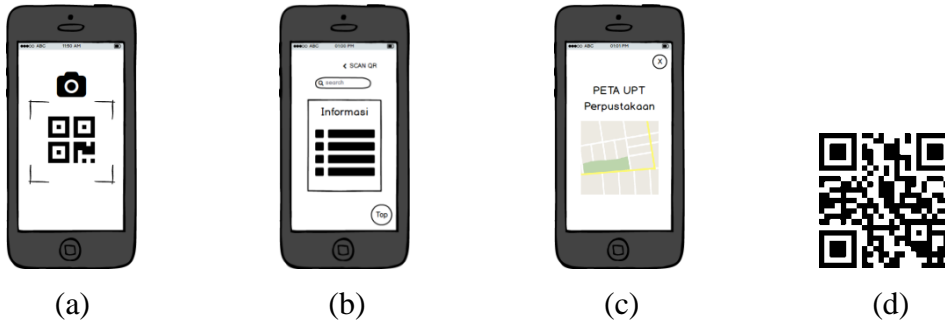 ABC 11:50 AM
ABC 01:00 PM
< SCAN QR
search
Informasi
Top
ABC 01:01 PM
X
PETA UPT
Perpustakaan
(a) (b) (c) (d)